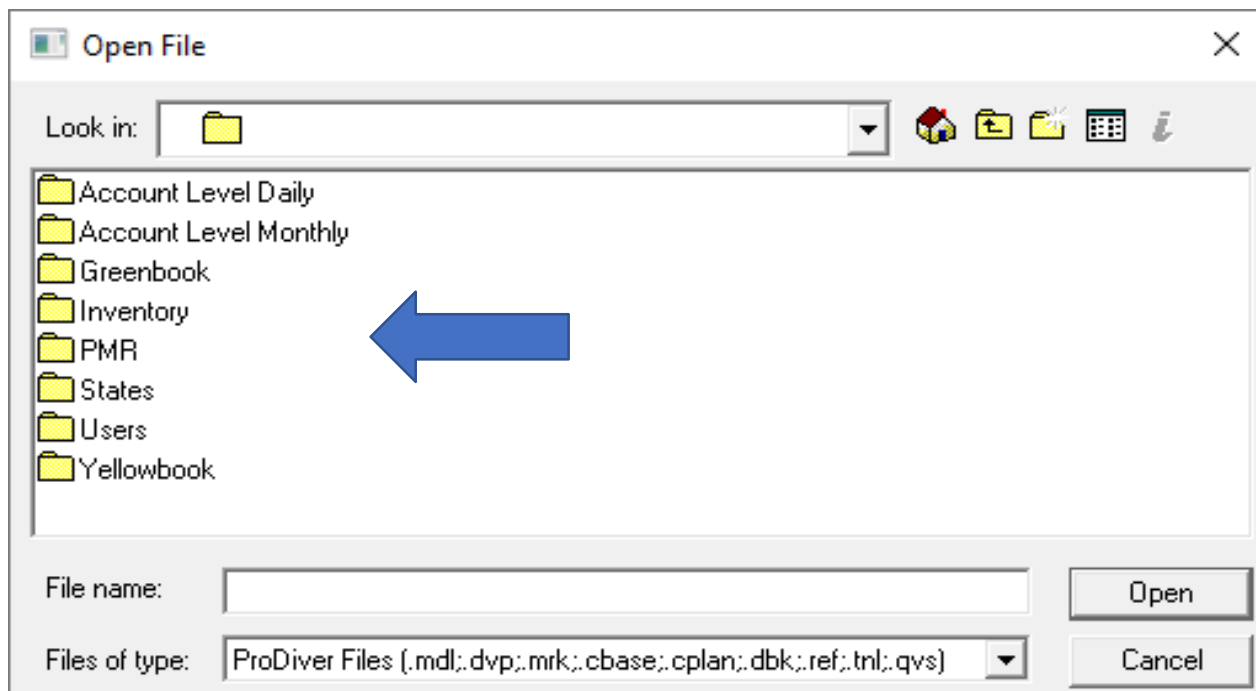 Open File
Look in:
Account Level Daily
Account Level Monthly
Greenbook
Inventory
PMR
States
Users
Yellowbook
File name:
Open
Files of type: ProDiver Files (.mdl;.dvp;.mrk;.cbase;.cplan;.dbk;.ref;.tnl;.qvs) Cancel